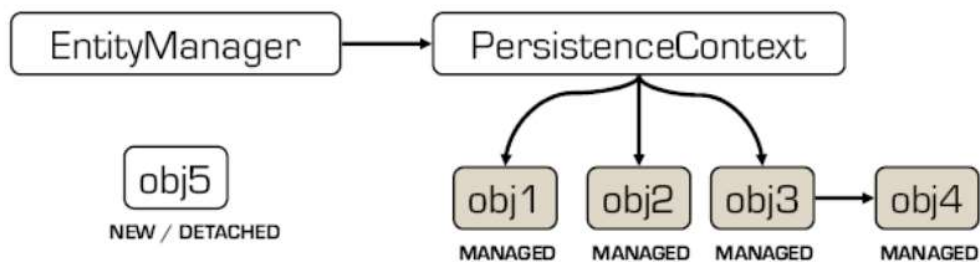 EntityManager
PersistenceContext
obj5
NEW / DETACHED
obj1
obj2
obj3
obj4
MANAGED
MANAGED
MANAGED
MANAGED